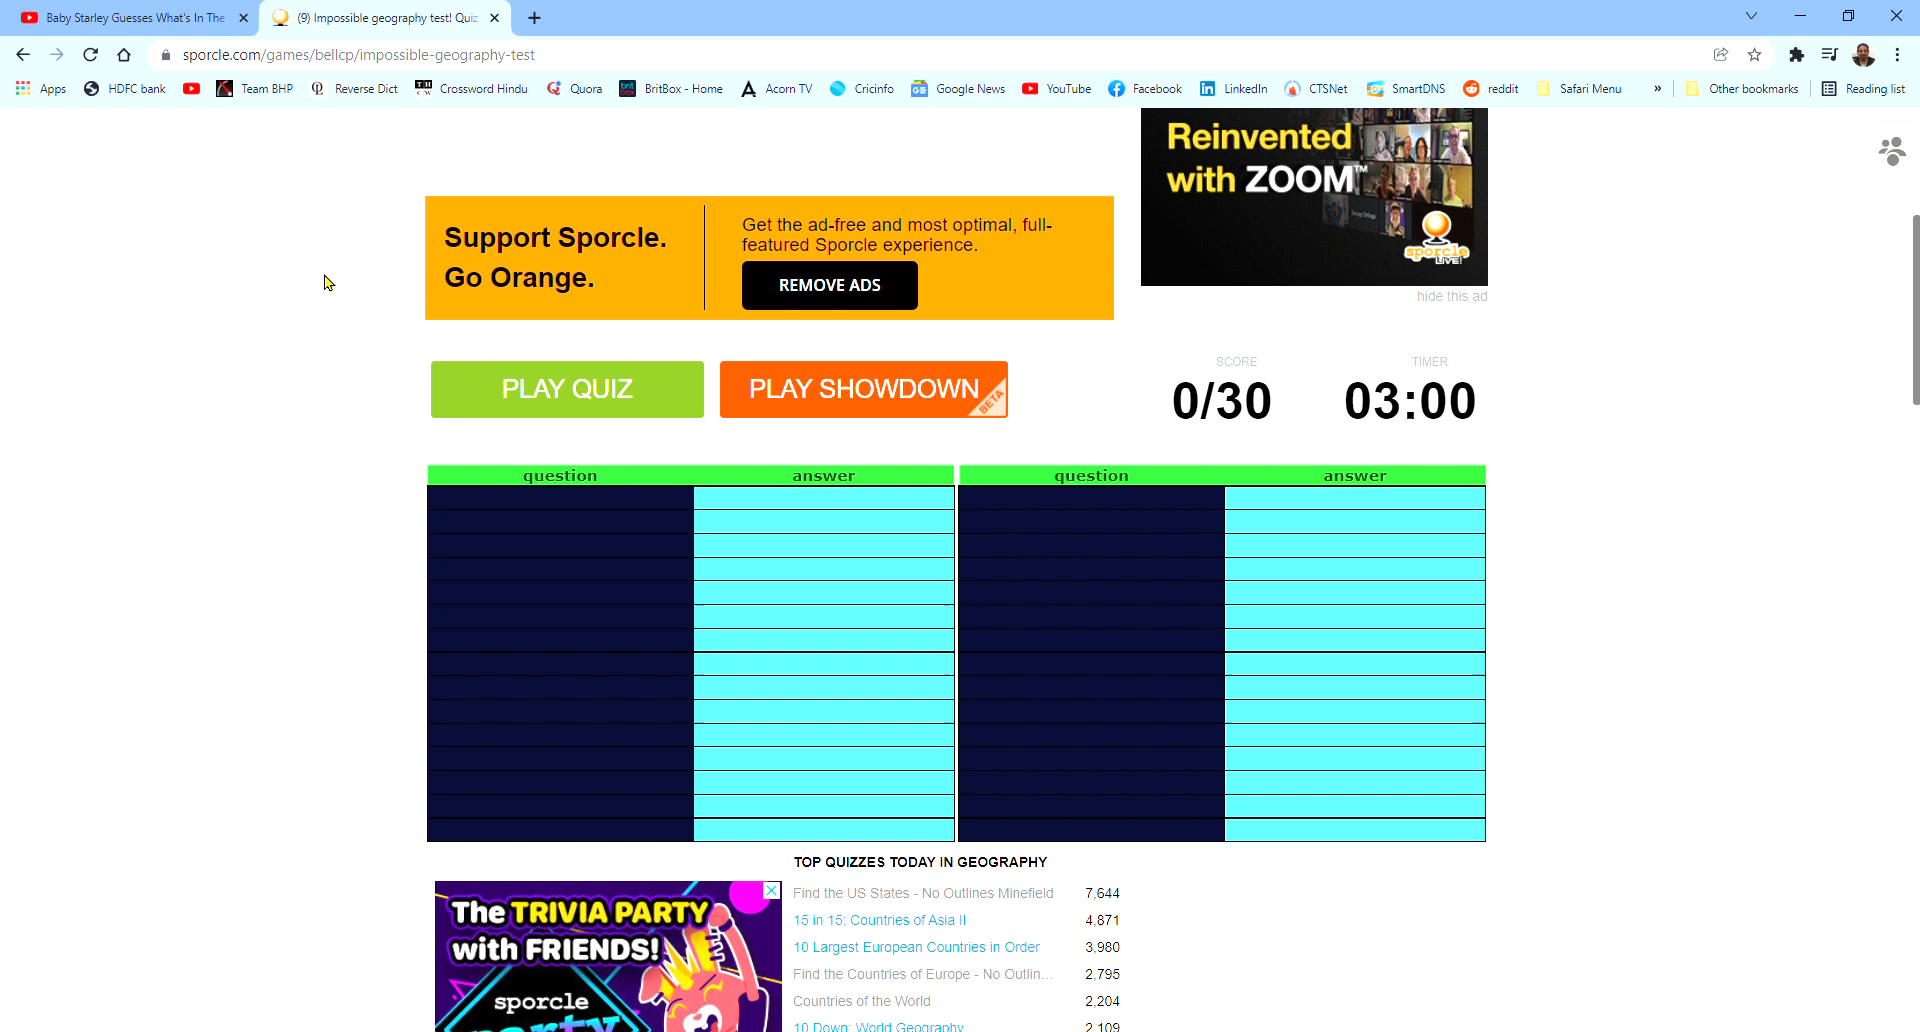 Baby Starley Guesses What's In The
(9) Impossible geography test! Quiz
sporcle.com/games/bellcp/impossible-geography-test
Apps
HDFC bank
Team BHP
Reverse Dict
Crossword Hindu
Quora
BritBox - Home
Acorn TV
Cricinfo
Google News
YouTube
Facebook
LinkedIn
CTSNet
SmartDNS
reddit
Safari Menu
»
Other bookmarks
Reading list
Reinvented
with ZOOM™
sporcle
LIVE!
hide this ad
Support Sporcle.
Go Orange.
Get the ad-free and most optimal, full-
featured Sporcle experience.
REMOVE ADS
PLAY QUIZ
PLAY SHOWDOWN
BETA
SCORE
0/30
TIMER
03:00
question answer question answer
TOP QUIZZES TODAY IN GEOGRAPHY
Find the US States - No Outlines Minefield 7,644
15 in 15: Countries of Asia II 4,871
10 Largest European Countries in Order 3,980
Find the Countries of Europe - No Outlin... 2,795
Countries of the World 2,204
10 Down: World Geography 2,109
The TRIVIA PARTY
with FRIENDS!
sporcle
party